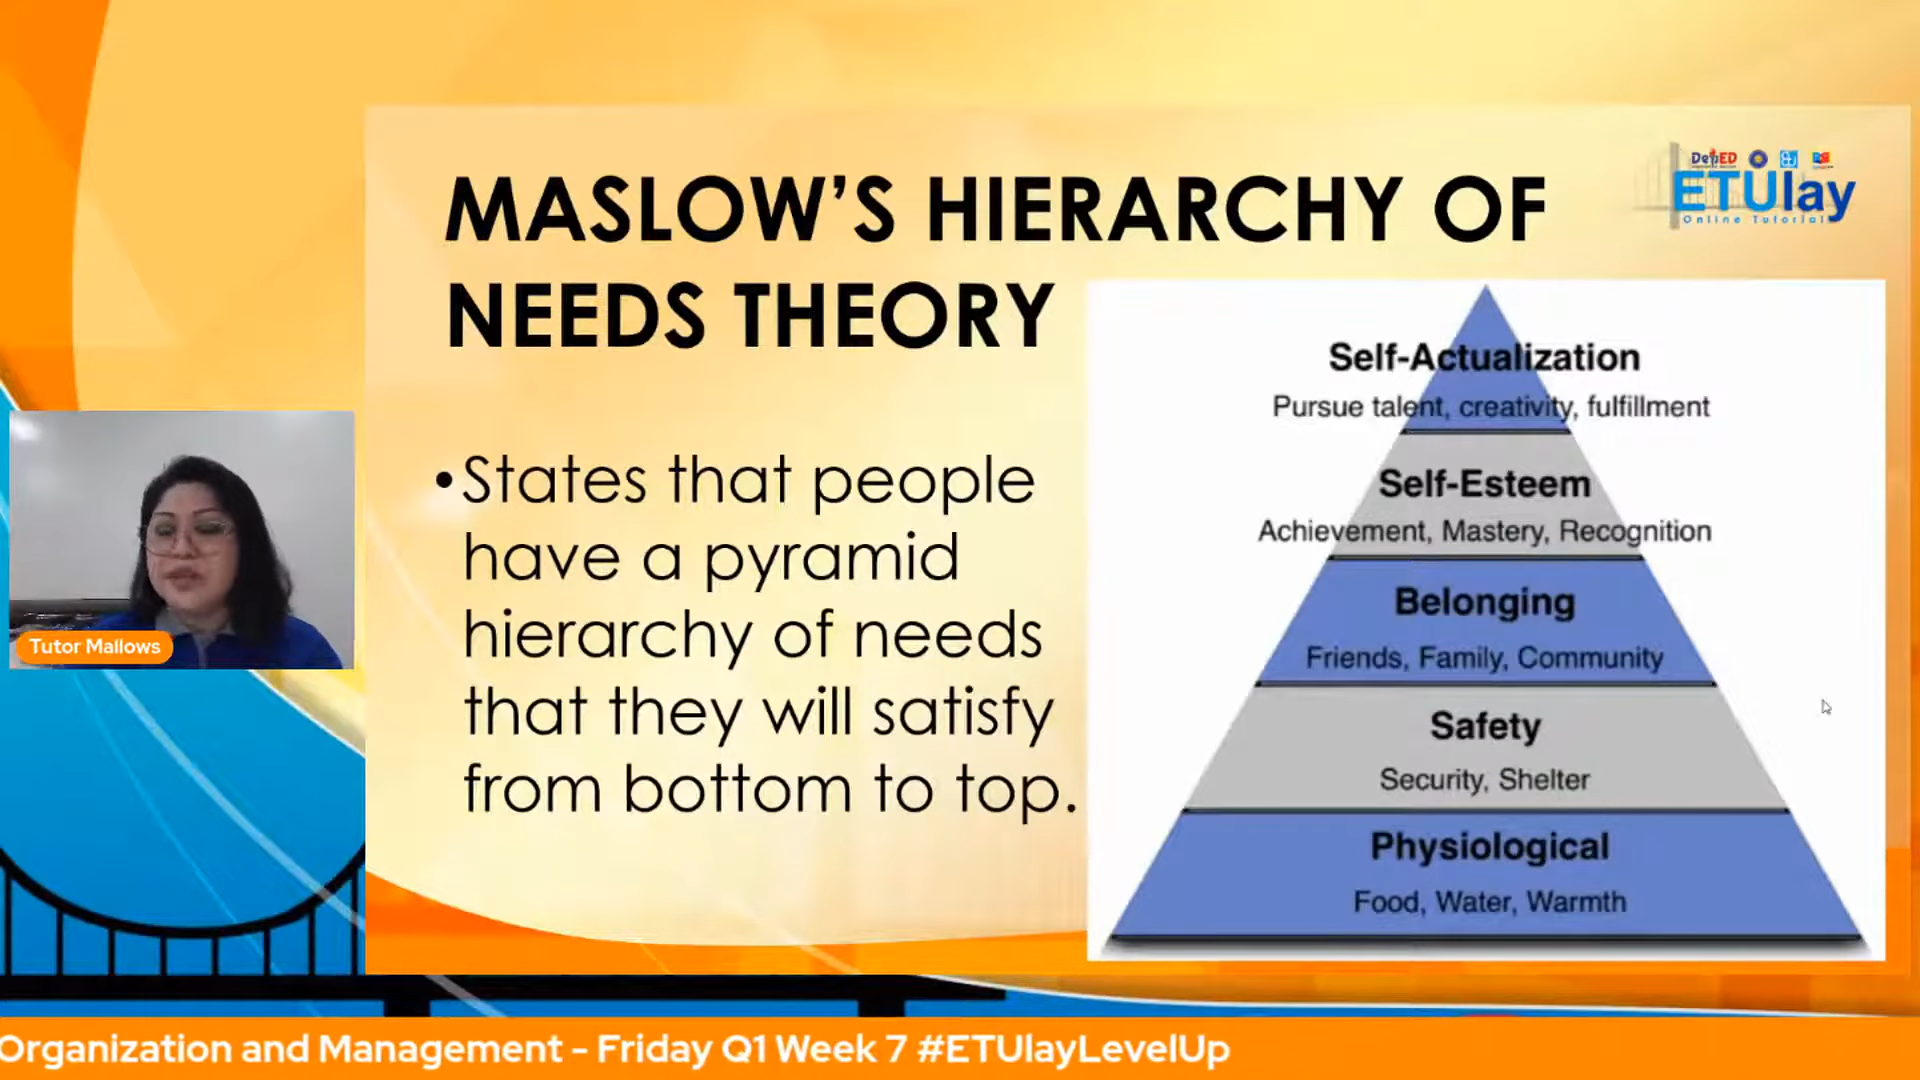 DepED
ETUlay
Online Tutorial
MASLOW’S HIERARCHY OF
NEEDS THEORY
•States that people
have a pyramid
hierarchy of needs
that they will satisfy
from bottom to top.
Self-Actualization
Pursue talent, creativity, fulfillment
Self-Esteem
Achievement, Mastery, Recognition
Belonging
Friends, Family, Community
Safety
Security, Shelter
Physiological
Food, Water, Warmth
Tutor Mallows
Organization and Management - Friday Q1 Week 7 #ETUlayLevelUp